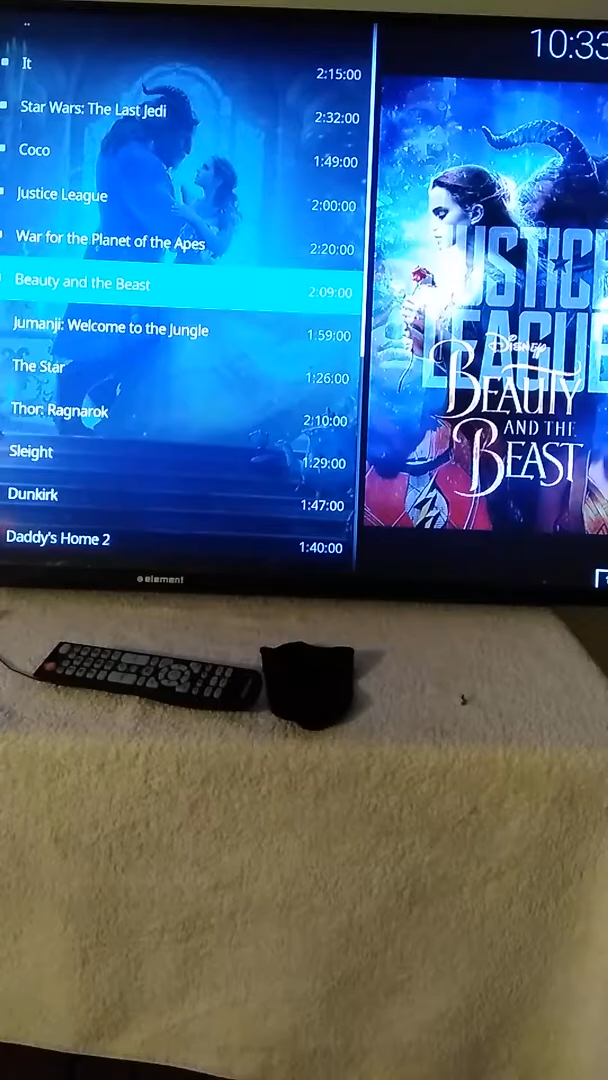 ..
It 2:15:00
Star Wars: The Last Jedi 2:32:00
Coco 1:49:00
Justice League 2:00:00
War for the Planet of the Apes 2:20:00
Beauty and the Beast 2:09:00
Jumanji: Welcome to the Jungle 1:59:00
The Star 1:26:00
Thor: Ragnarok 2:10:00
Sleight 1:29:00
Dunkirk 1:47:00
Daddy's Home 2 1:40:00
10:33
JUSTICE
LEAGUE
Disney
BEAUTY
AND THE
BEAST
element